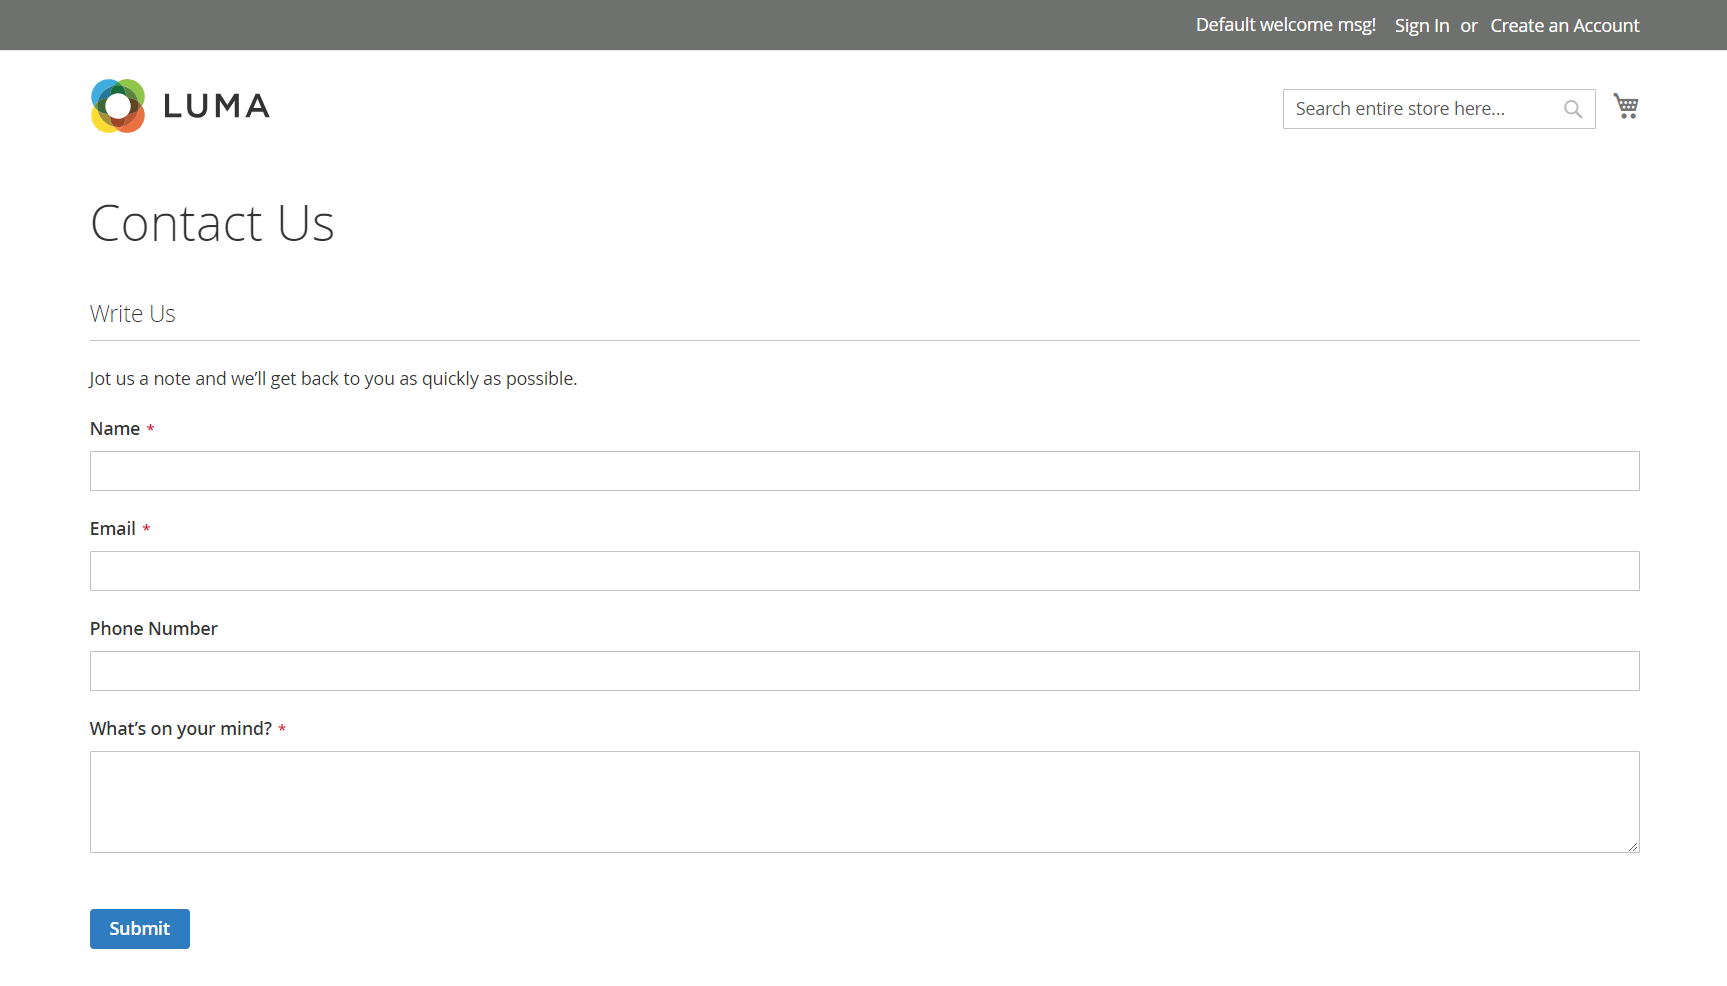 Default welcome msg! Sign In or Create an Account
LUMA
Search entire store here...
Contact Us
Write Us
Jot us a note and we’ll get back to you as quickly as possible.
Name *
Email *
Phone Number
What’s on your mind? *
Submit